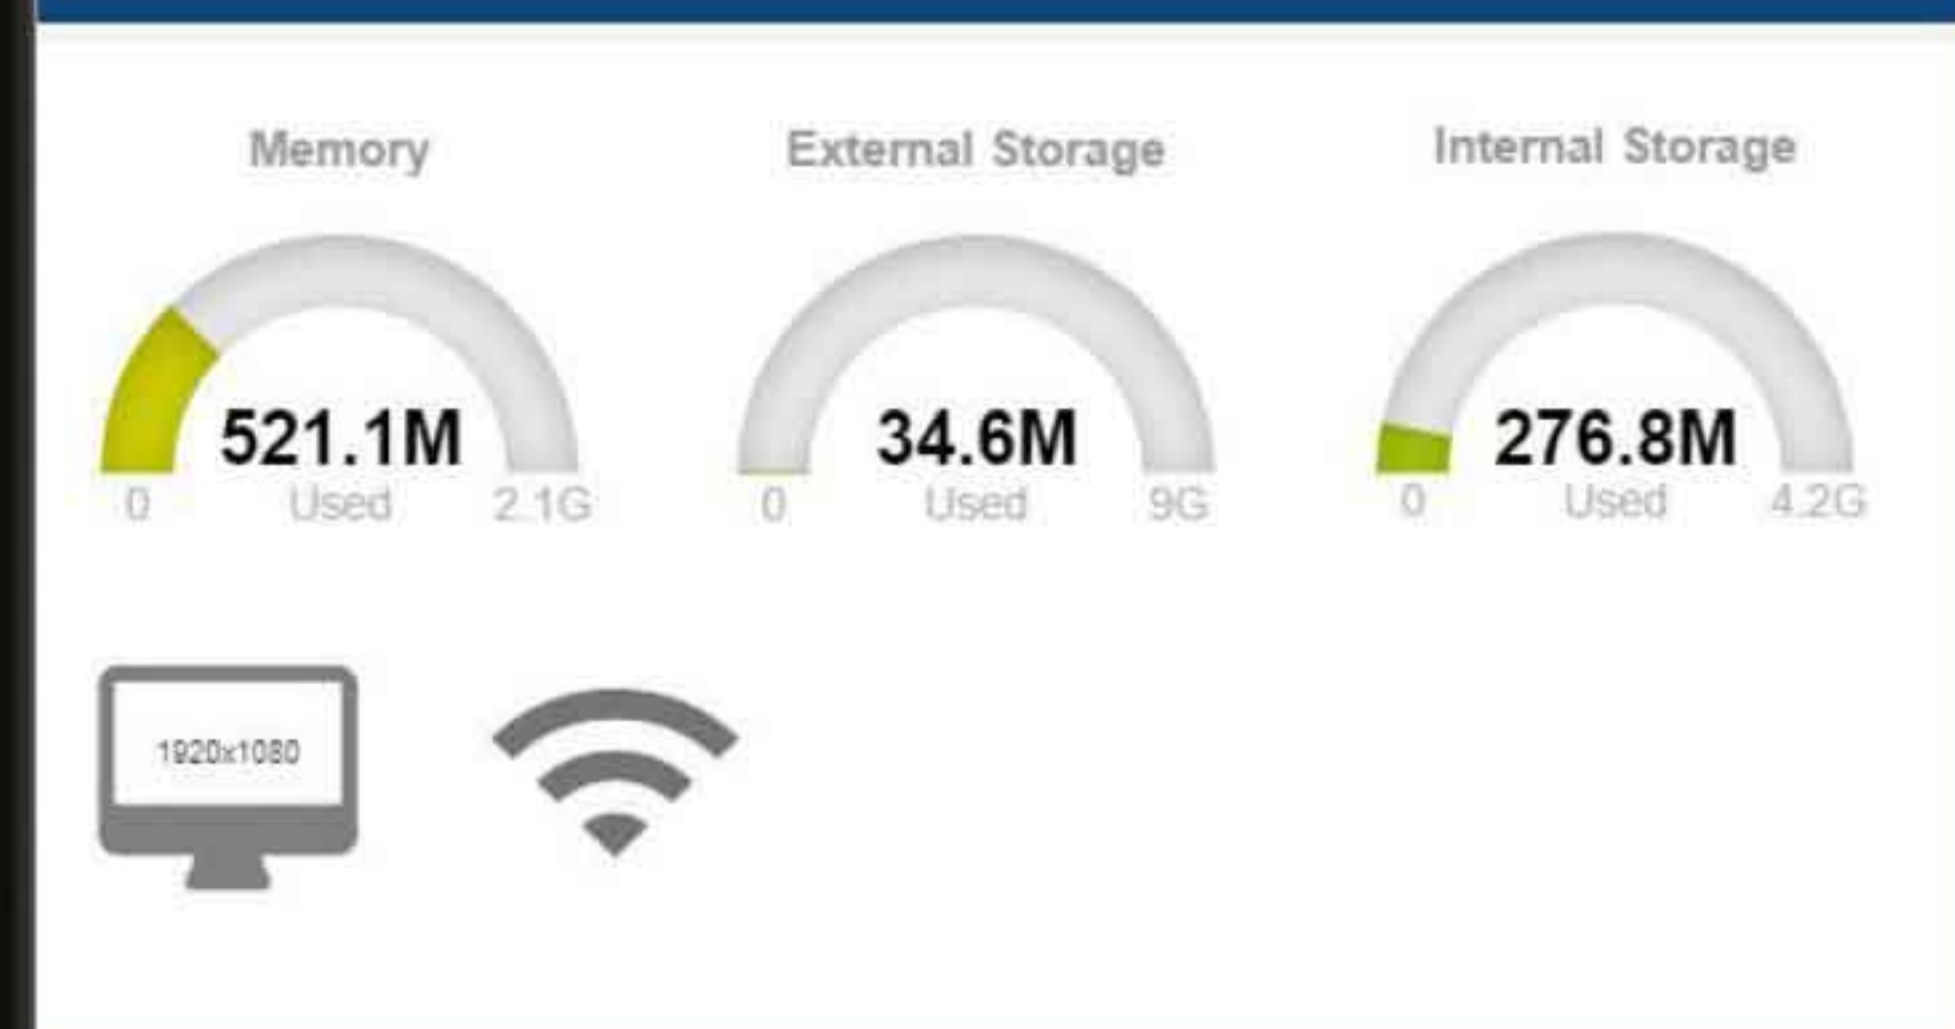 Memory
External Storage
Internal Storage
521.1M
34.6M
276.8M
0 Used 2.1G
0 Used 9G
0 Used 4.2G
1920x1080